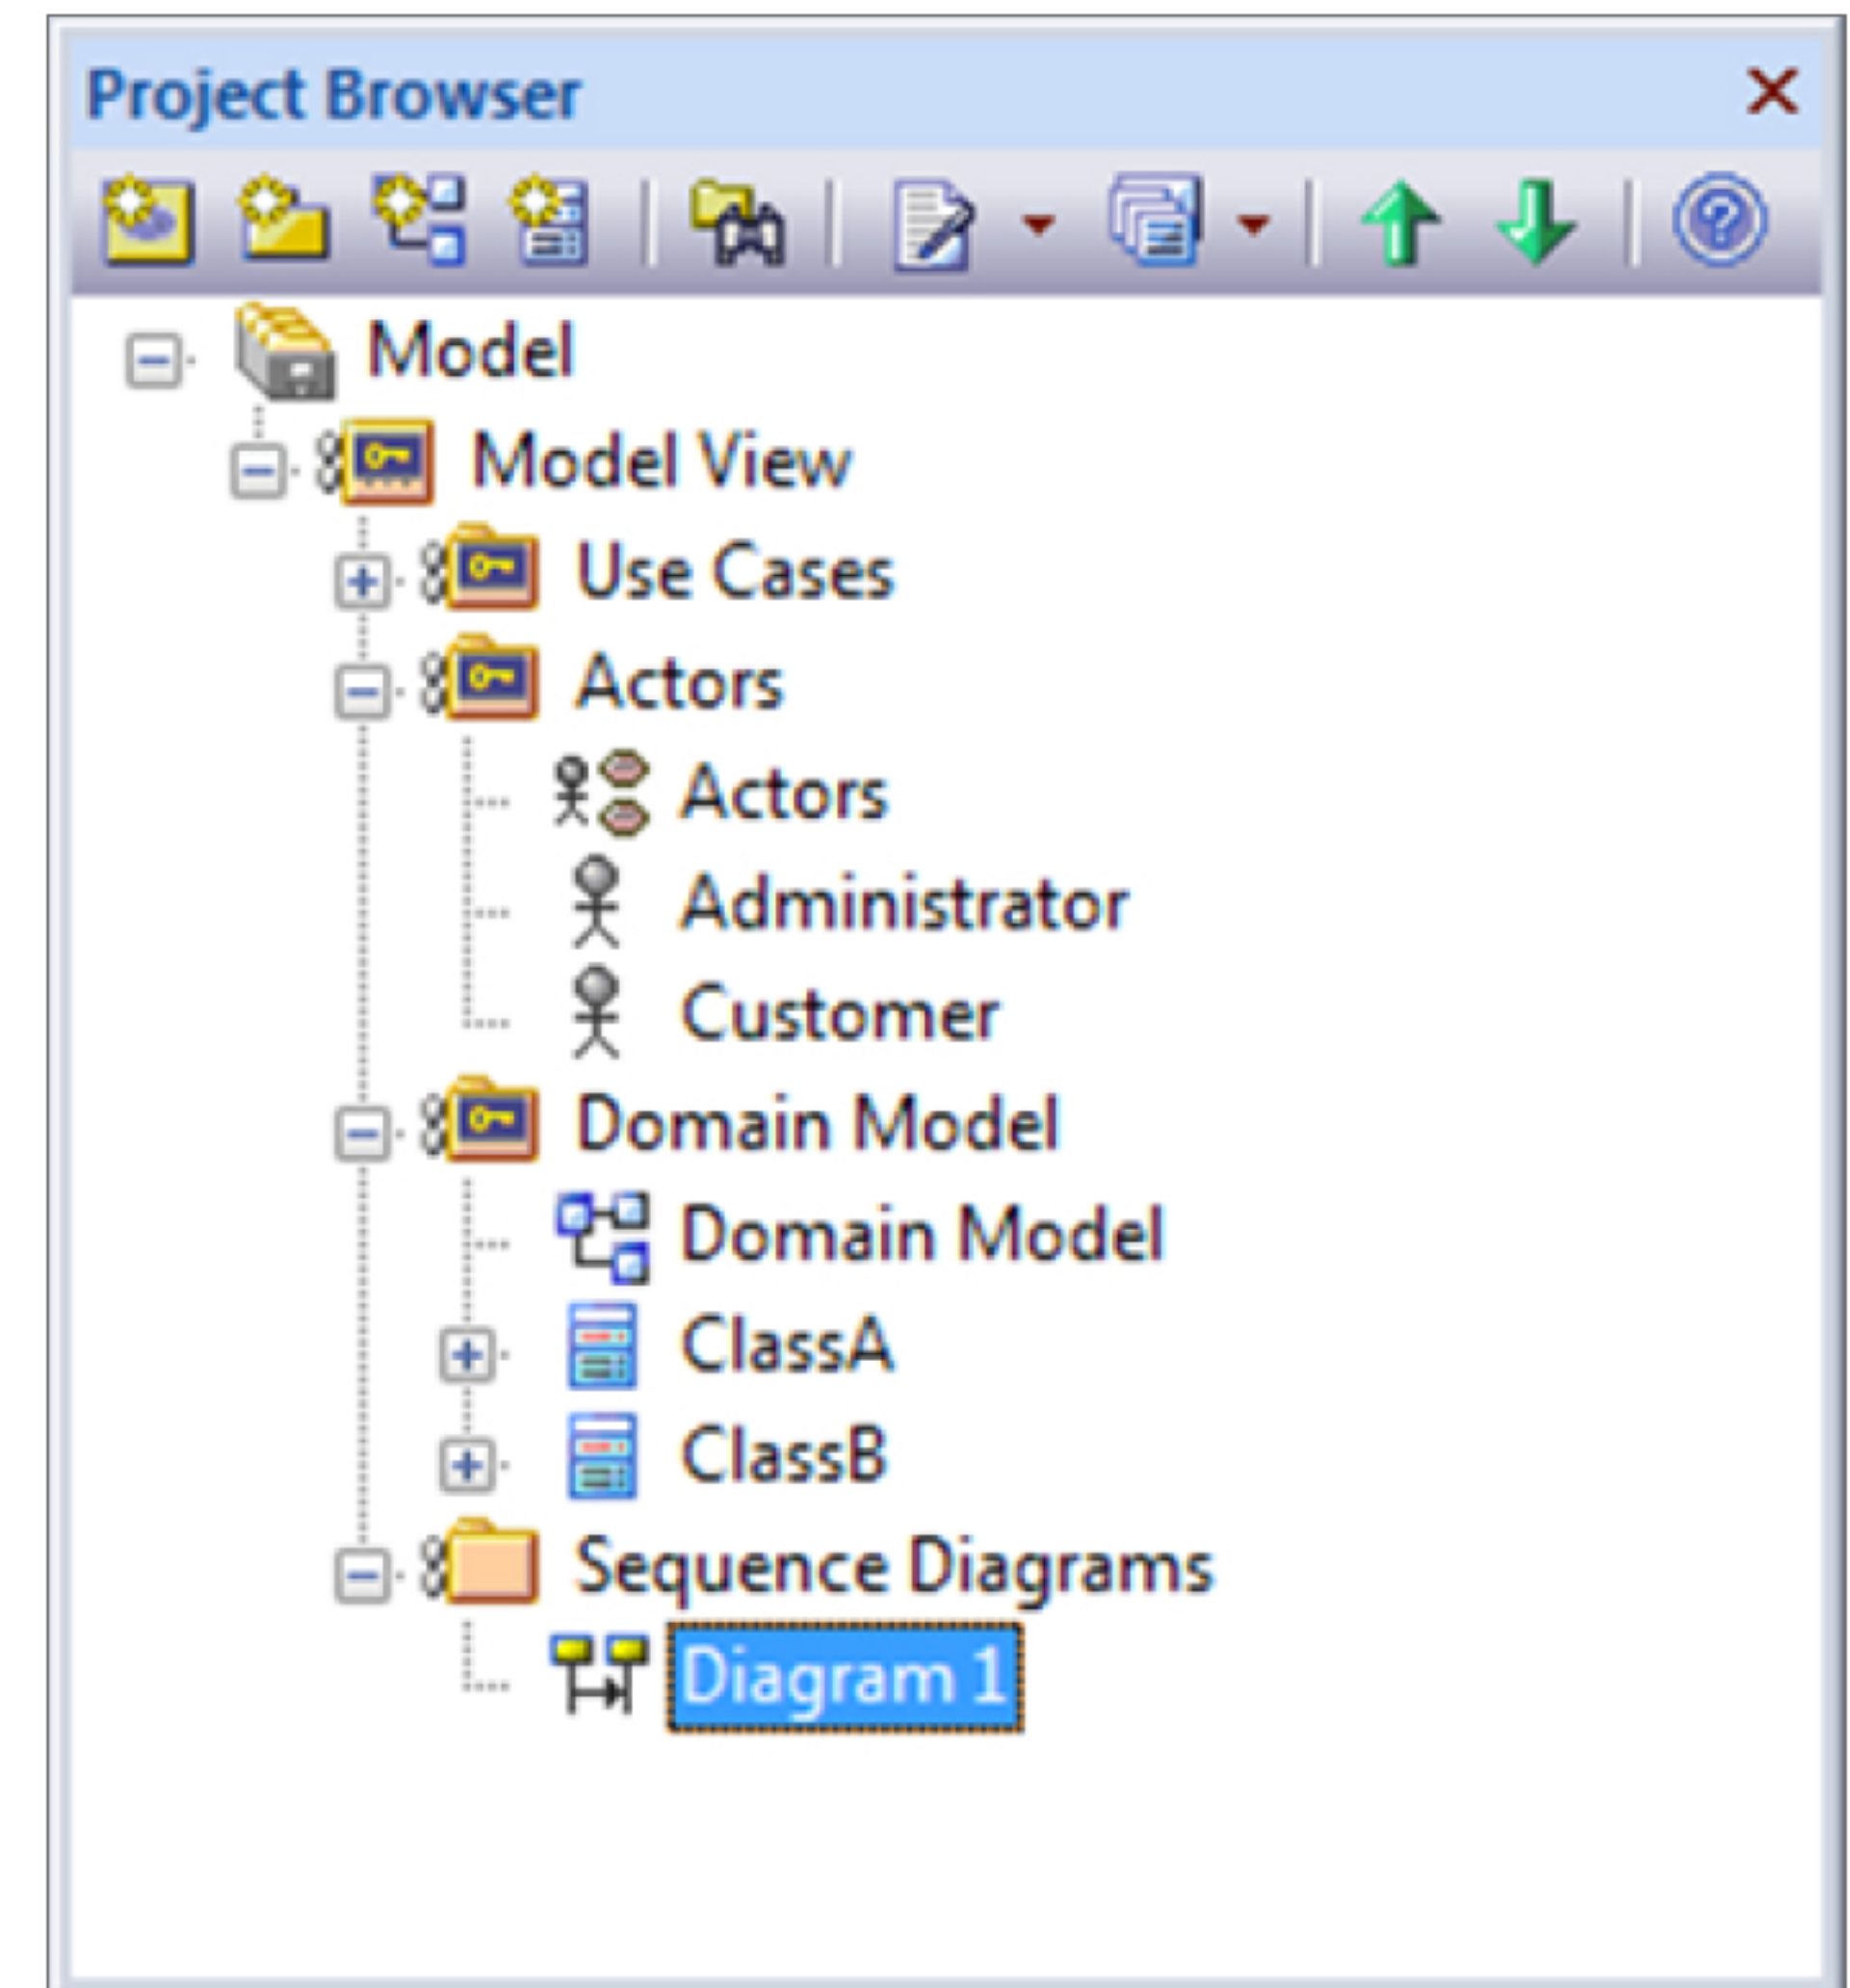 Project Browser
Model
Model View
Use Cases
Actors
Actors
Administrator
Customer
Domain Model
Domain Model
ClassA
ClassB
Sequence Diagrams
Diagram 1